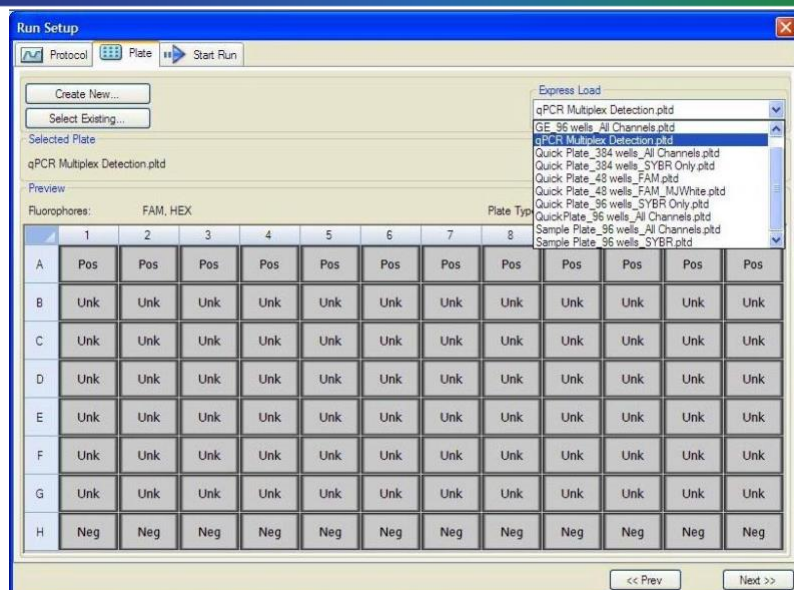 Run Setup
Protocol Plate Start Run
Create New...
Select Existing...
Express Load
qPCR Multiplex Detection.pltd
GE_96 wells_All Channels.pltd
qPCR Multiplex Detection.pltd
Quick Plate_384 wells_All Channels.pltd
Quick Plate_384 wells_SYBR Only.pltd
Quick Plate_48 wells_FAM.pltd
Quick Plate_48 wells_FAM_MJWhite.pltd
Quick Plate_96 wells_SYBR Only.pltd
QuickPlate_96 wells_All Channels.pltd
Sample Plate_96 wells_All Channels.pltd
Sample Plate_96 wells_SYBR.pltd
Selected Plate
qPCR Multiplex Detection.pltd
Preview
Fluorophores: FAM, HEX Plate Typ
1 2 3 4 5 6 7 8
A Pos Pos Pos Pos Pos Pos Pos Pos Pos Pos Pos Pos
B Unk Unk Unk Unk Unk Unk Unk Unk Unk Unk Unk Unk
C Unk Unk Unk Unk Unk Unk Unk Unk Unk Unk Unk Unk
D Unk Unk Unk Unk Unk Unk Unk Unk Unk Unk Unk Unk
E Unk Unk Unk Unk Unk Unk Unk Unk Unk Unk Unk Unk
F Unk Unk Unk Unk Unk Unk Unk Unk Unk Unk Unk Unk
G Unk Unk Unk Unk Unk Unk Unk Unk Unk Unk Unk Unk
H Neg Neg Neg Neg Neg Neg Neg Neg Neg Neg Neg Neg
<< Prev Next >>